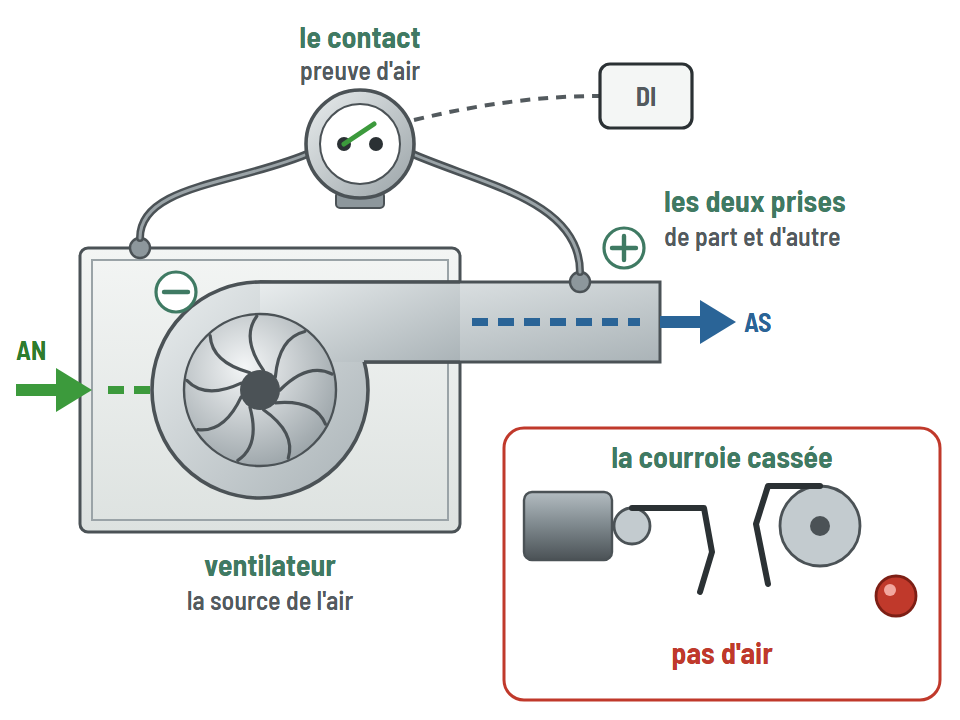 le contact
preuve d'air
DI
les deux prises
de part et d'autre
AN
AS
la courroie cassée
ventilateur
la source de l'air
pas d'air